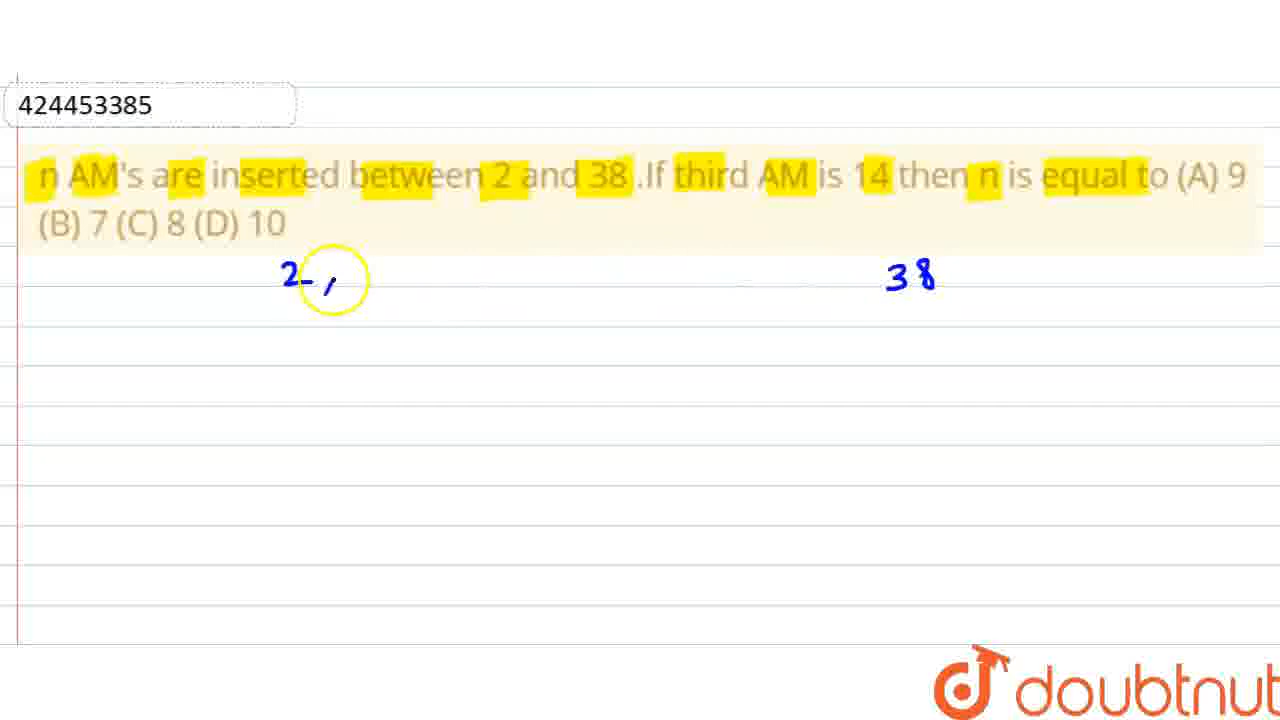 424453385
n AM's are inserted between 2 and 38 .If third AM is 14 then n is equal to (A) 9
(B) 7 (C) 8 (D) 10
2, 38
doubtnut